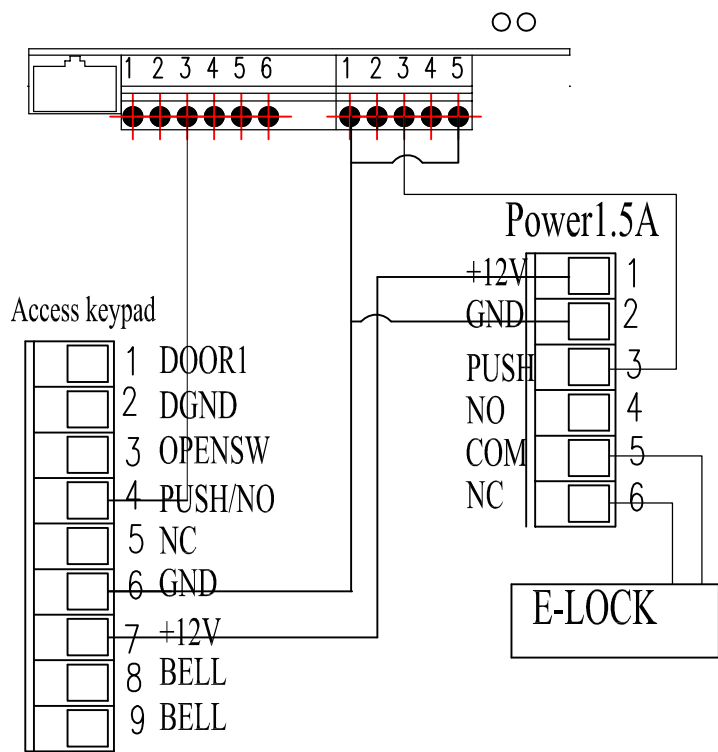 1 2 3 4 5 6
1 2 3 4 5
Power1.5A
+12V 1
GND 2
PUSH 3
NO 4
COM 5
NC 6
E-LOCK
Access keypad
1 DOOR1
2 DGND
3 OPENSW
4 PUSH/NO
5 NC
6 GND
7 +12V
8 BELL
9 BELL